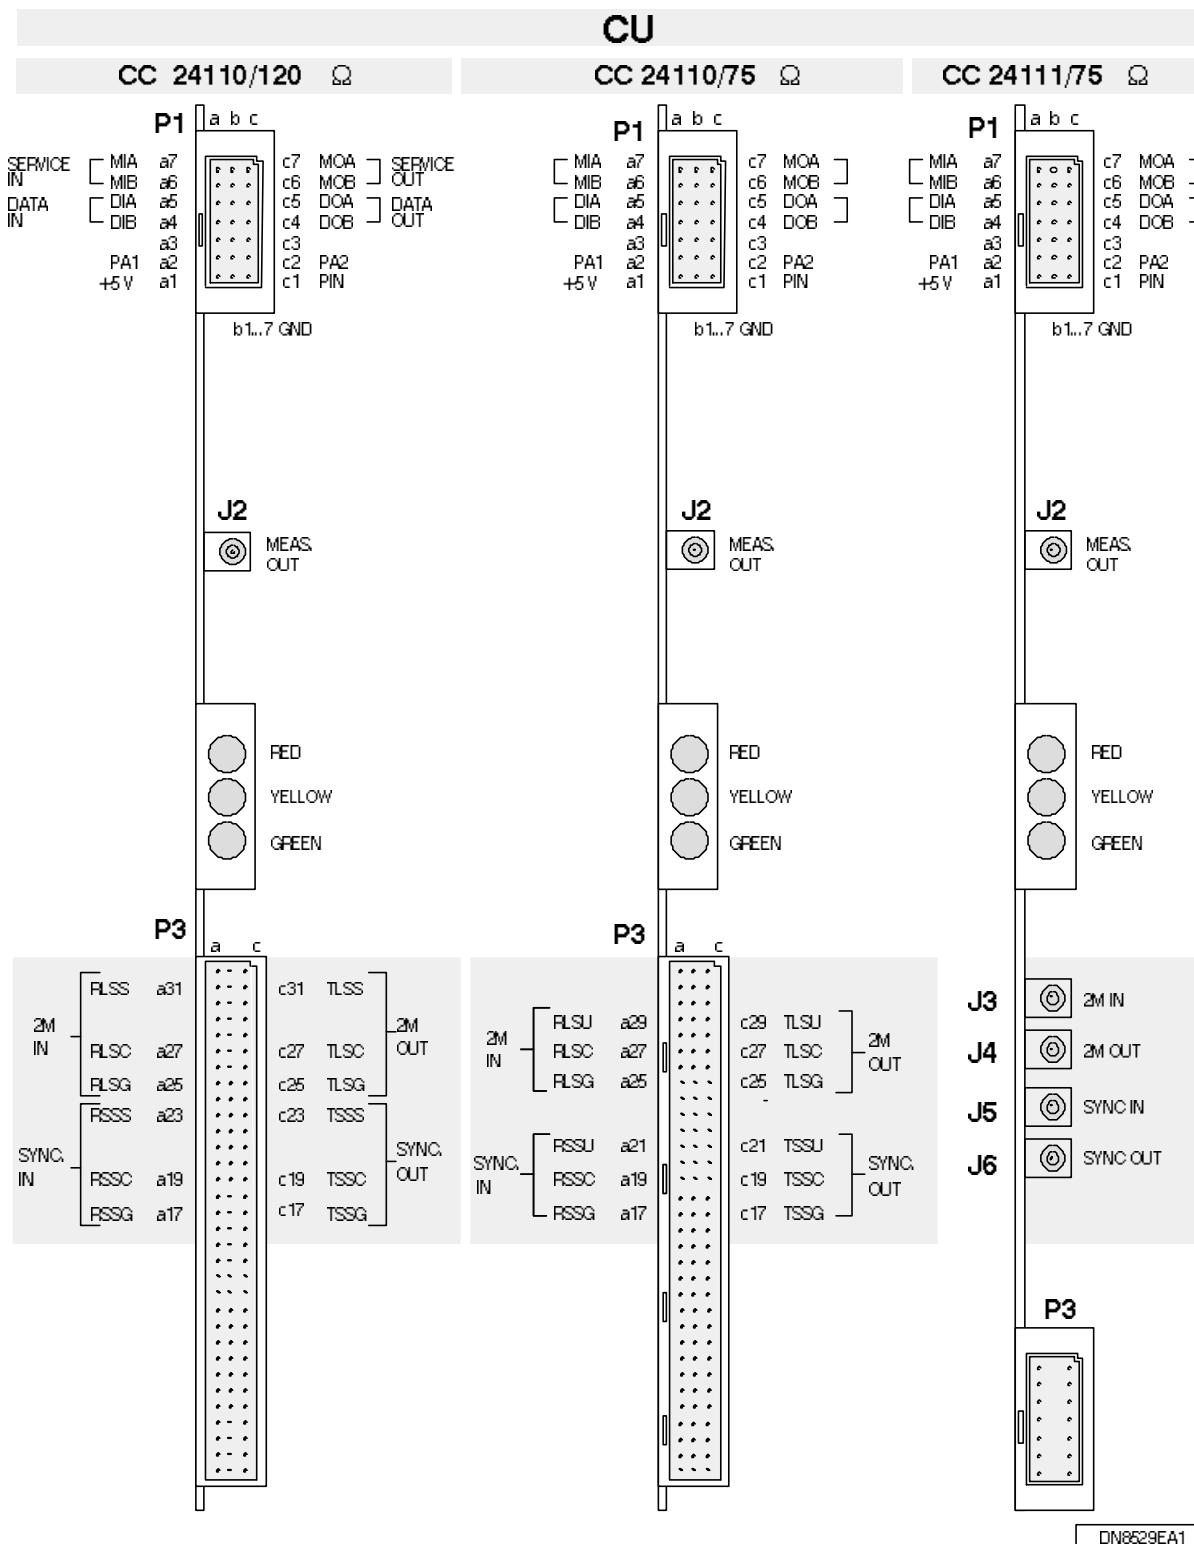 CU
CC 24110/120 Ω
P1
a b c
SERVICE IN
MIA a7
MIB a6
DATA IN
DIA a5
DIB a4
a3
PA1 a2
+5 V a1
c7 MOA
c6 MOB
SERVICE OUT
c5 DOA
c4 DOB
DATA OUT
c3
c2 PA2
c1 PIN
b1...7 GND
J2
MEAS. OUT
RED
YELLOW
GREEN
P3
a c
2M IN
RLSS a31
RLSC a27
RLSG a25
c31 TLSS
c27 TLSC
c25 TLSG
2M OUT
SYNC. IN
RSSS a23
RSSC a19
RSSG a17
c23 TSSS
c19 TSSC
c17 TSSG
SYNC. OUT
CC 24110/75 Ω
P1
a b c
MIA a7
MIB a6
DIA a5
DIB a4
a3
PA1 a2
+5 V a1
c7 MOA
c6 MOB
c5 DOA
c4 DOB
c3
c2 PA2
c1 PIN
b1...7 GND
J2
MEAS. OUT
RED
YELLOW
GREEN
P3
a c
2M IN
RLSU a29
RLSC a27
RLSG a25
c29 TLSU
c27 TLSC
c25 TLSG
-
2M OUT
SYNC. IN
RSSU a21
RSSC a19
RSSG a17
c21 TSSU
c19 TSSC
c17 TSSG
SYNC. OUT
CC 24111/75 Ω
P1
a b c
MIA a7
MIB a6
DIA a5
DIB a4
a3
PA1 a2
+5 V a1
c7 MOA
c6 MOB
c5 DOA
c4 DOB
c3
c2 PA2
c1 PIN
b1...7 GND
J2
MEAS. OUT
RED
YELLOW
GREEN
J3 2M IN
J4 2M OUT
J5 SYNC IN
J6 SYNC OUT
P3
DN8529EA1